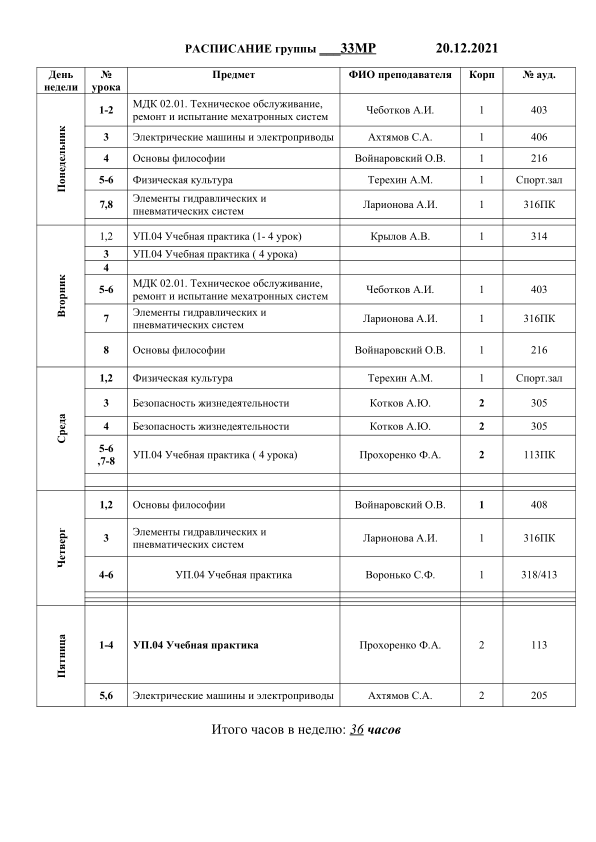 РАСПИСАНИЕ группы ___33МР 20.12.2021
День недели № урока Предмет ФИО преподавателя Корп № ауд.
Понедельник
1-2 МДК 02.01. Техническое обслуживание, ремонт и испытание мехатронных систем Чеботков А.И. 1 403
3 Электрические машины и электроприводы Ахтямов С.А. 1 406
4 Основы философии Войнаровский О.В. 1 216
5-6 Физическая культура Терехин А.М. 1 Спорт.зал
7,8 Элементы гидравлических и пневматических систем Ларионова А.И. 1 316ПК
Вторник
1,2 УП.04 Учебная практика (1- 4 урок) Крылов А.В. 1 314
3 УП.04 Учебная практика ( 4 урока)
4
5-6 МДК 02.01. Техническое обслуживание, ремонт и испытание мехатронных систем Чеботков А.И. 1 403
7 Элементы гидравлических и пневматических систем Ларионова А.И. 1 316ПК
8 Основы философии Войнаровский О.В. 1 216
Среда
1,2 Физическая культура Терехин А.М. 1 Спорт.зал
3 Безопасность жизнедеятельности Котков А.Ю. 2 305
4 Безопасность жизнедеятельности Котков А.Ю. 2 305
5-6 ,7-8 УП.04 Учебная практика ( 4 урока) Прохоренко Ф.А. 2 113ПК
Четверг
1,2 Основы философии Войнаровский О.В. 1 408
3 Элементы гидравлических и пневматических систем Ларионова А.И. 1 316ПК
4-6 УП.04 Учебная практика Воронько С.Ф. 1 318/413
Пятница
1-4 УП.04 Учебная практика Прохоренко Ф.А. 2 113
5,6 Электрические машины и электроприводы Ахтямов С.А. 2 205
Итого часов в неделю: 36 часов